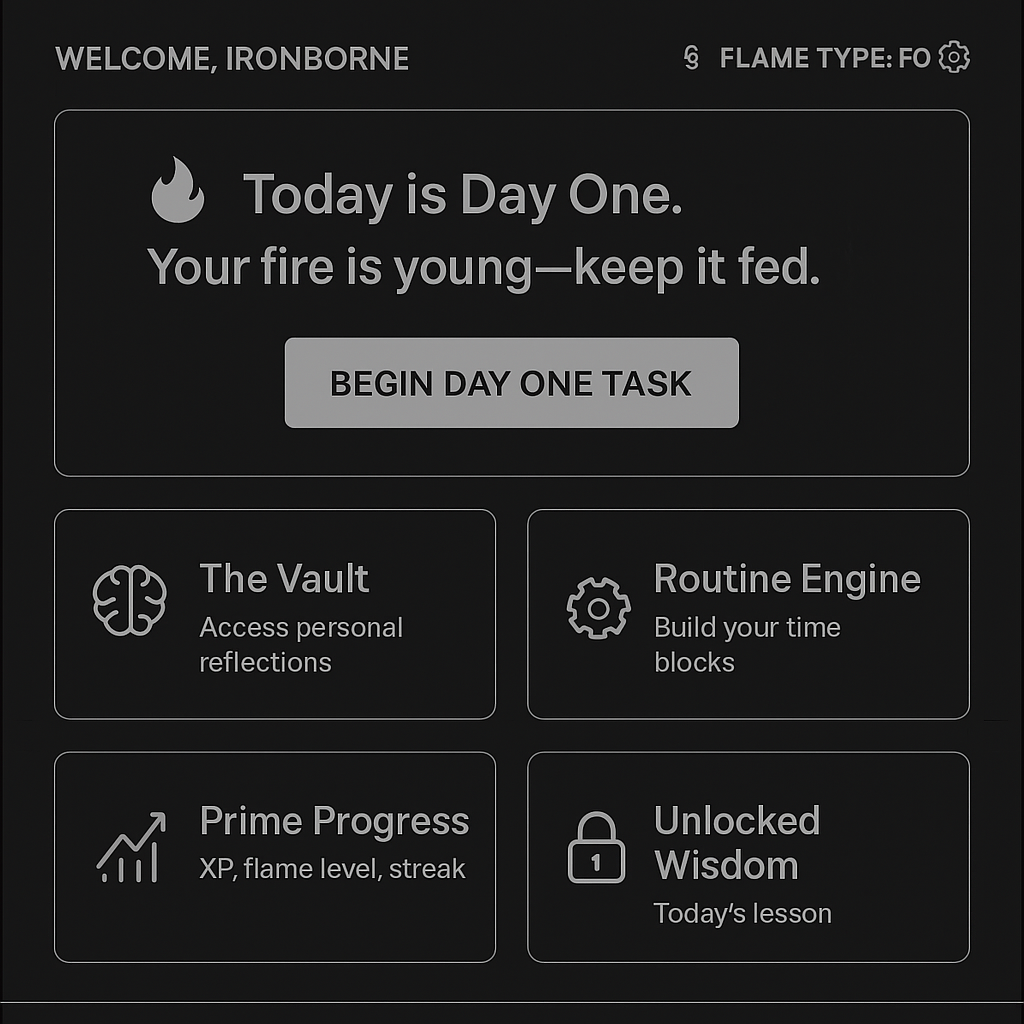 WELCOME, IRONBORNE
FLAME TYPE: FO
Today is Day One.
Your fire is young—keep it fed.
BEGIN DAY ONE TASK
The Vault
Access personal
reflections
Routine Engine
Build your time
blocks
Prime Progress
XP, flame level, streak
1
Unlocked
Wisdom
Today’s lesson